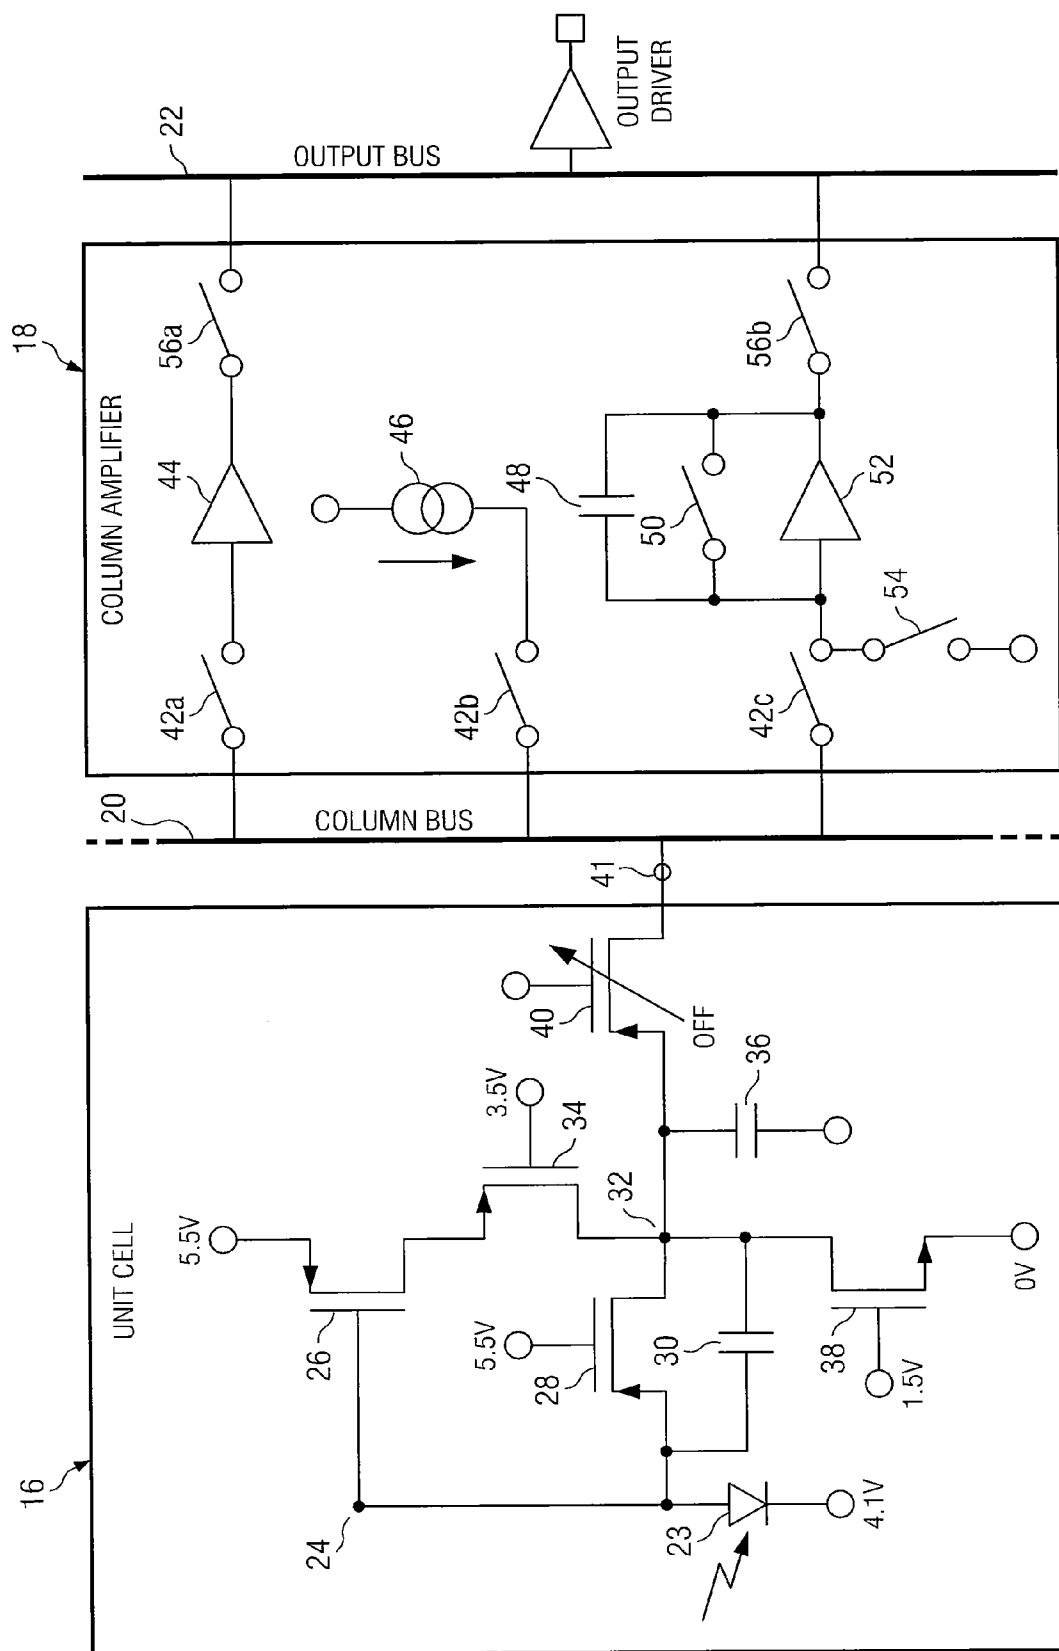 16
UNIT CELL
5.5V
26
24
3.5V
34
5.5V
28
32
30
23
4.1V
38
1.5V
0V
36
40
OFF
41
20
COLUMN BUS
18
COLUMN AMPLIFIER
42a
44
56a
46
42b
48
50
52
42c
54
56b
22
OUTPUT BUS
OUTPUT
DRIVER